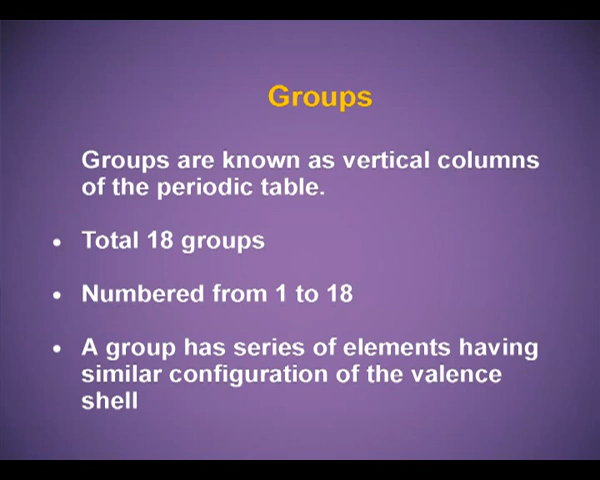 Groups
Groups are known as vertical columns
of the periodic table.
• Total 18 groups
• Numbered from 1 to 18
• A group has series of elements having
similar configuration of the valence
shell